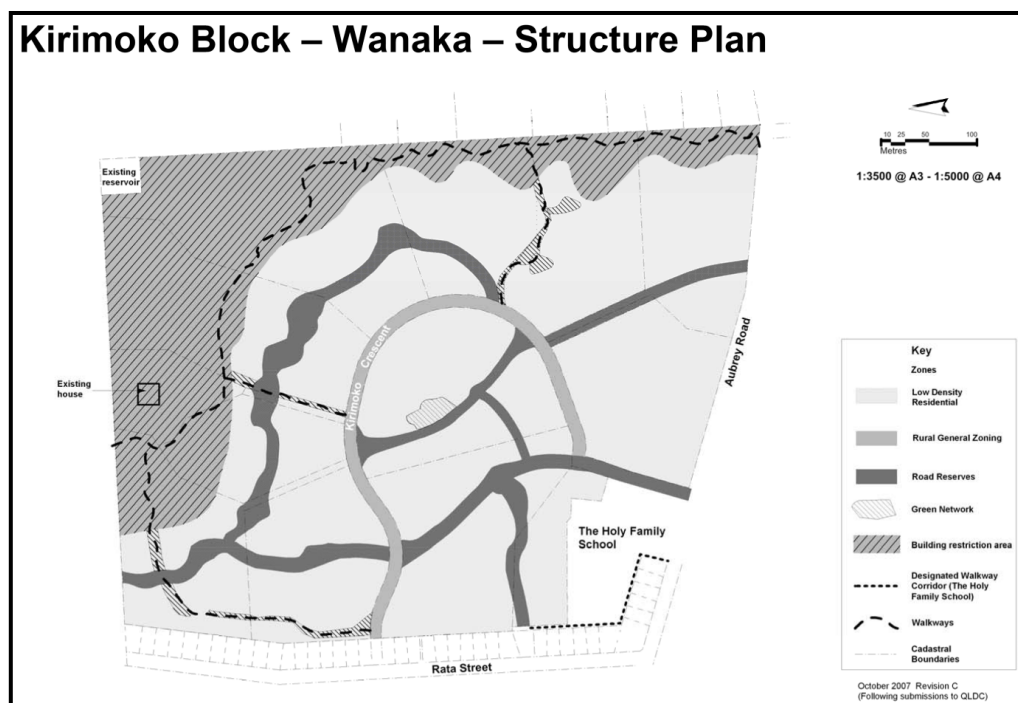 Kirimoko Block – Wanaka – Structure Plan
Existing
reservoir
10 25 50 100
Metres
1:3500 @ A3 - 1:5000 @ A4
Kirimoko Crescent
Aubrey Road
Existing
house
The Holy Family
School
Rata Street
Key
Zones
Low Density
Residential
Rural General Zoning
Road Reserves
Green Network
Building restriction area
Designated Walkway
Corridor (The Holy
Family School)
Walkways
Cadastral
Boundaries
October 2007 Revision C
(Following submissions to QLDC)